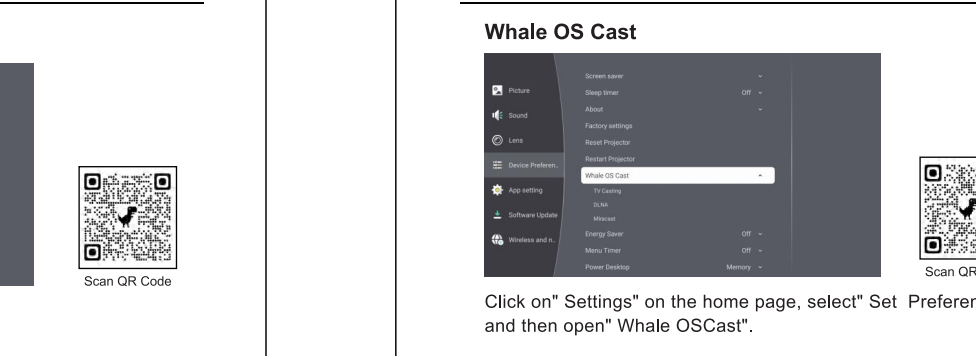 Scan QR Code
Whale OS Cast
Picture
Sound
Lens
Device Preferen..
App setting
Software Update
Wireless and n..
Screen saver
Sleep timer Off
About
Factory settings
Reset Projector
Restart Projector
Whale OS Cast
TV Casting
DLNA
Miracast
Energy Saver Off
Menu Timer Off
Power Desktop Memory
Scan QR
Click on" Settings" on the home page, select" Set Preferen
and then open" Whale OSCast".